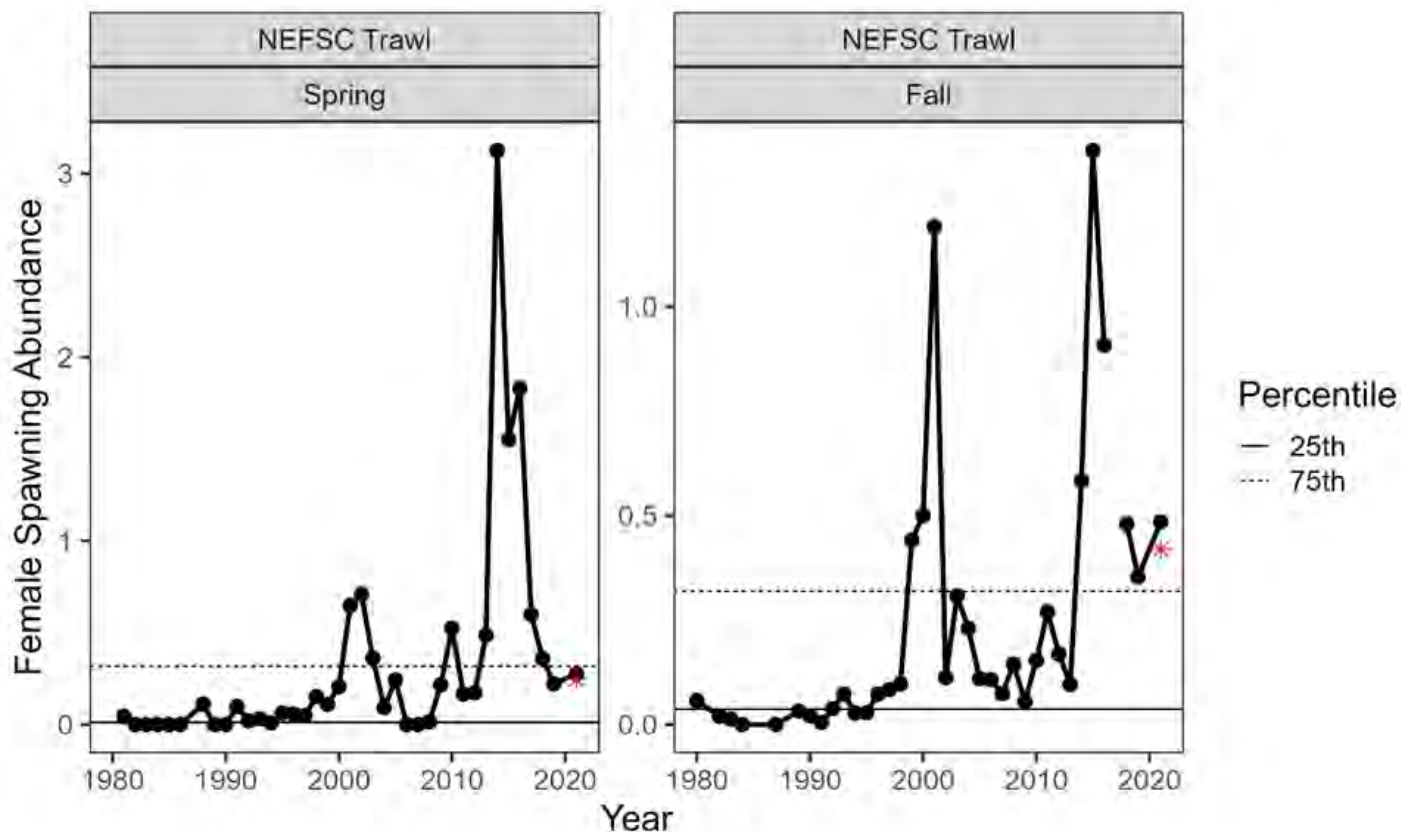 NEFSC Trawl
Spring
NEFSC Trawl
Fall
Female Spawning Abundance
3
2
1
0
1.0
0.5
0.0
1980
1990
2000
2010
2020
1980
1990
2000
2010
2020
Year
Percentile
25th
75th